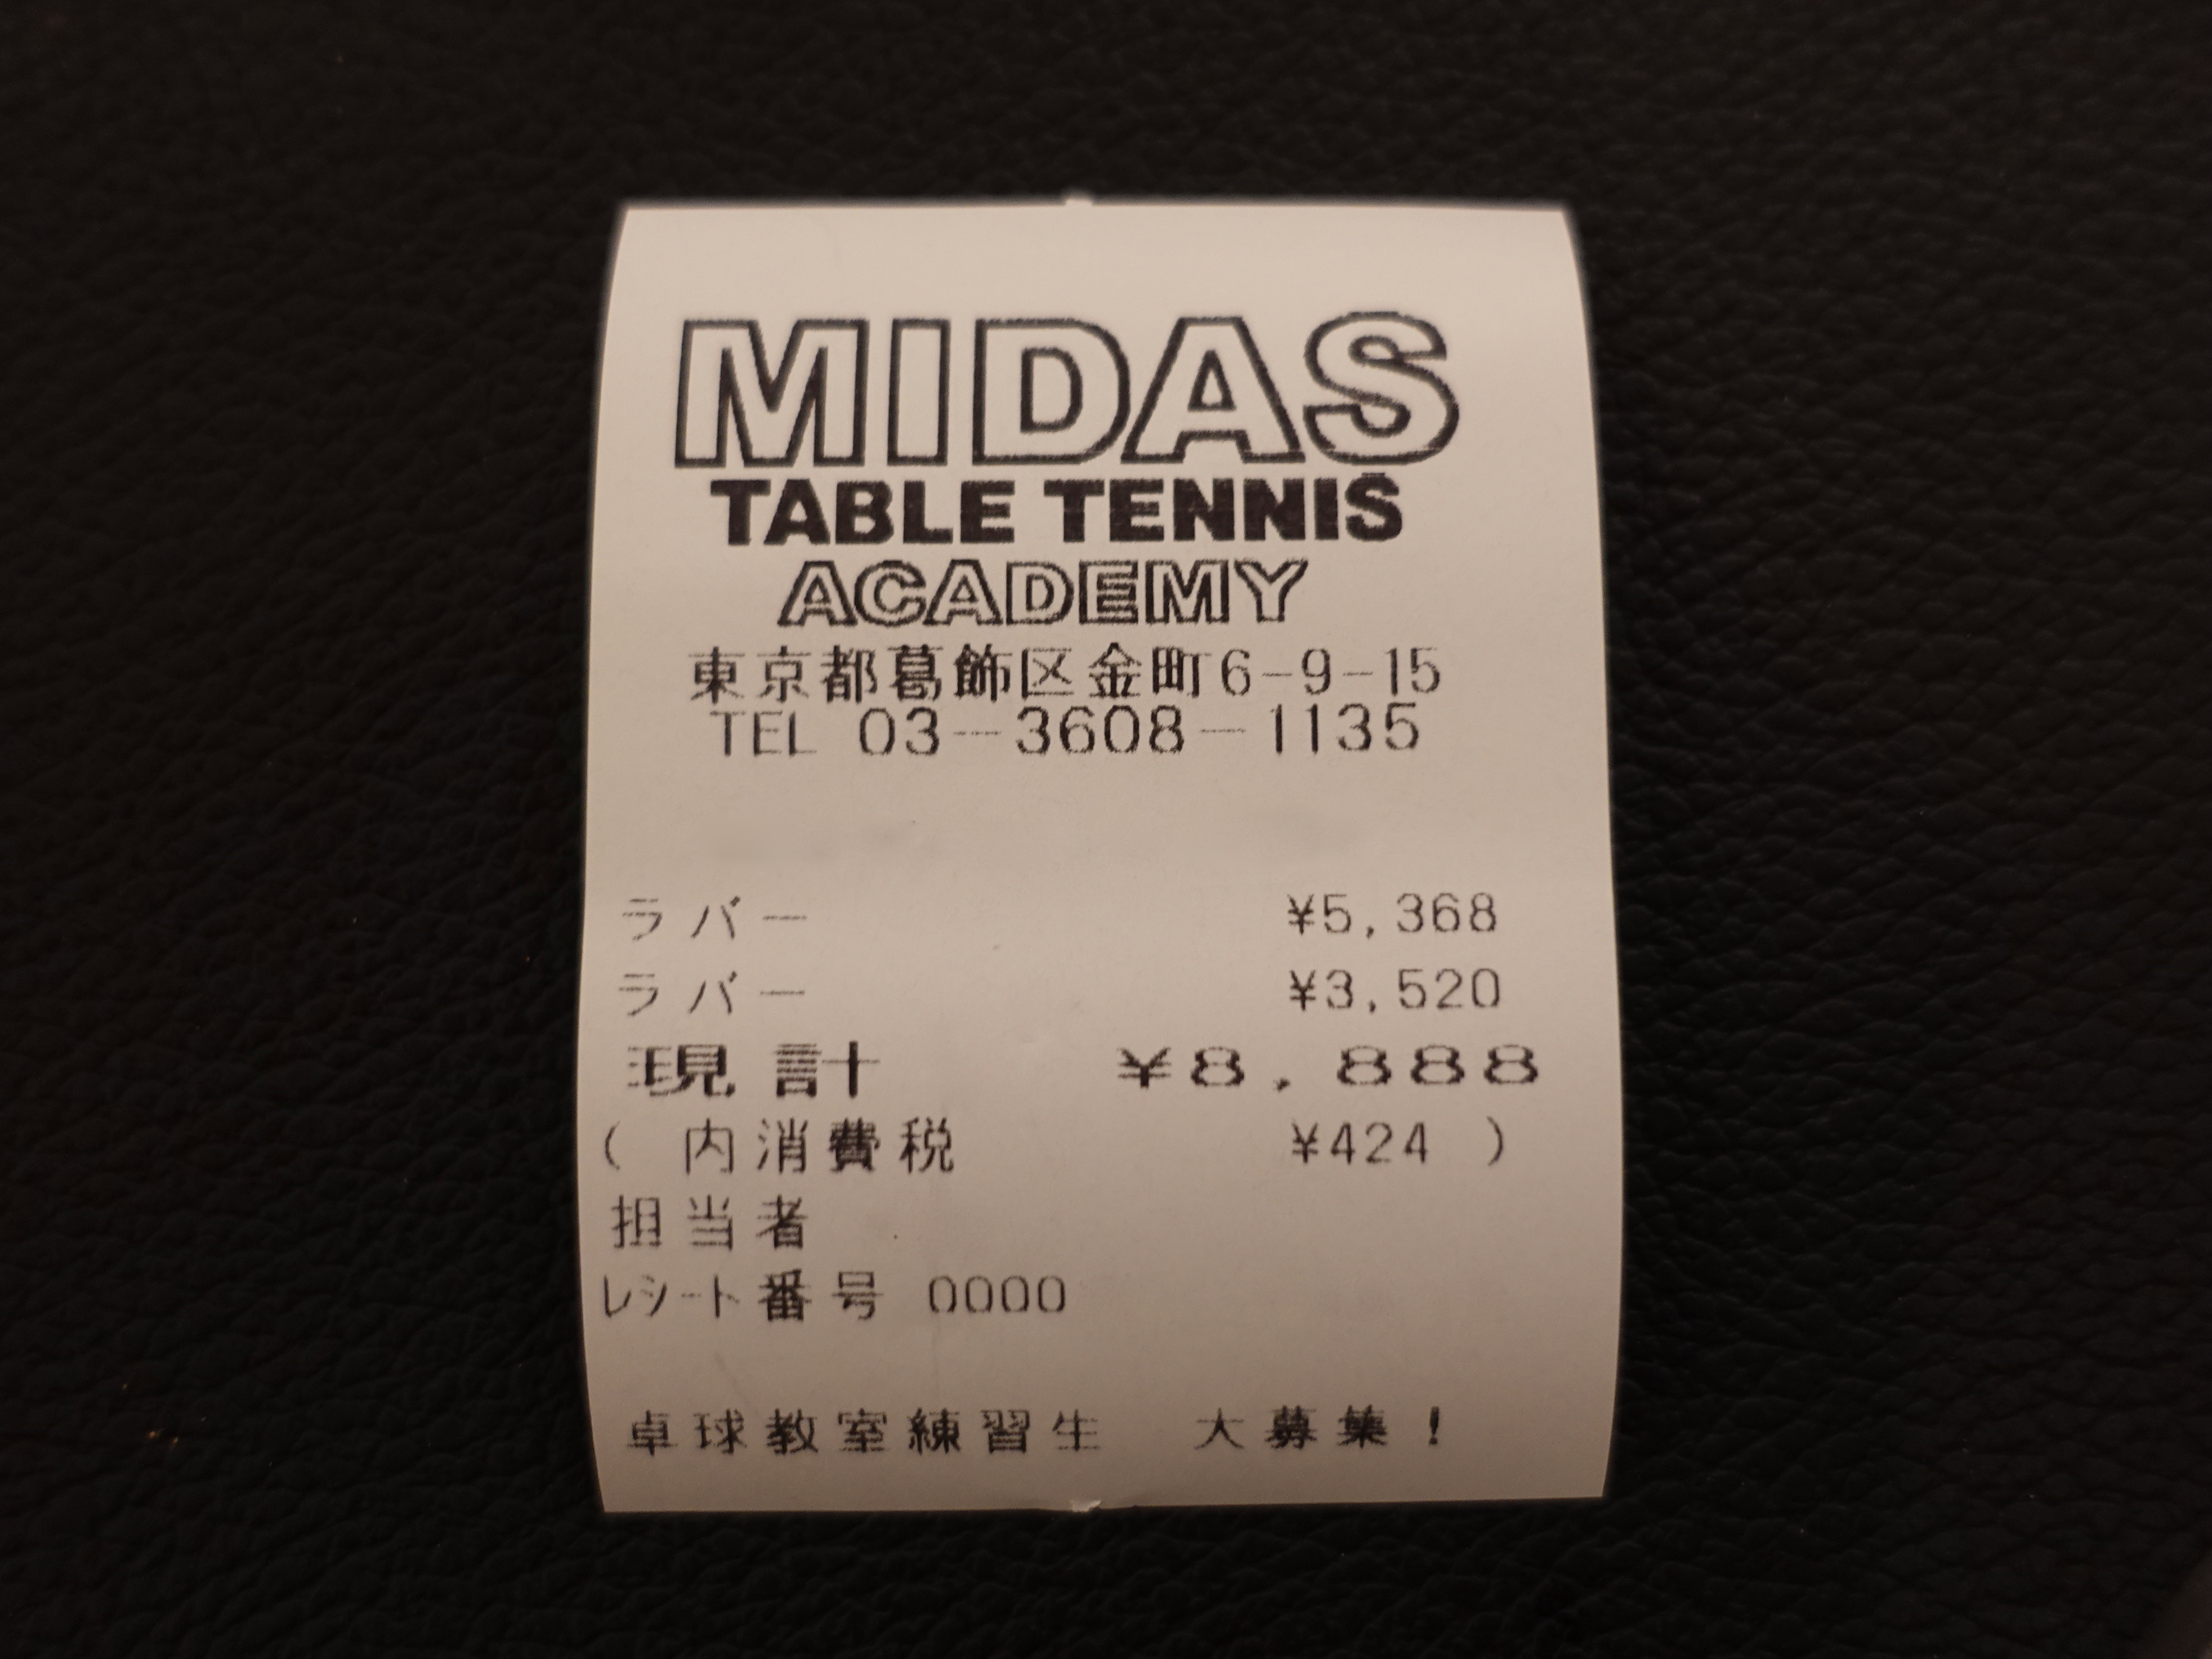 MIDAS
TABLE TENNIS
ACADEMY
東京都葛飾区金町6-9-15
TEL 03-3608-1135
ラバー ¥5,368
ラバー ¥3,520
現計 ¥8,888
( 内消費税 ¥424 )
担当者
ﾚｼｰﾄ番号 0000
卓球教室練習生 大募集!